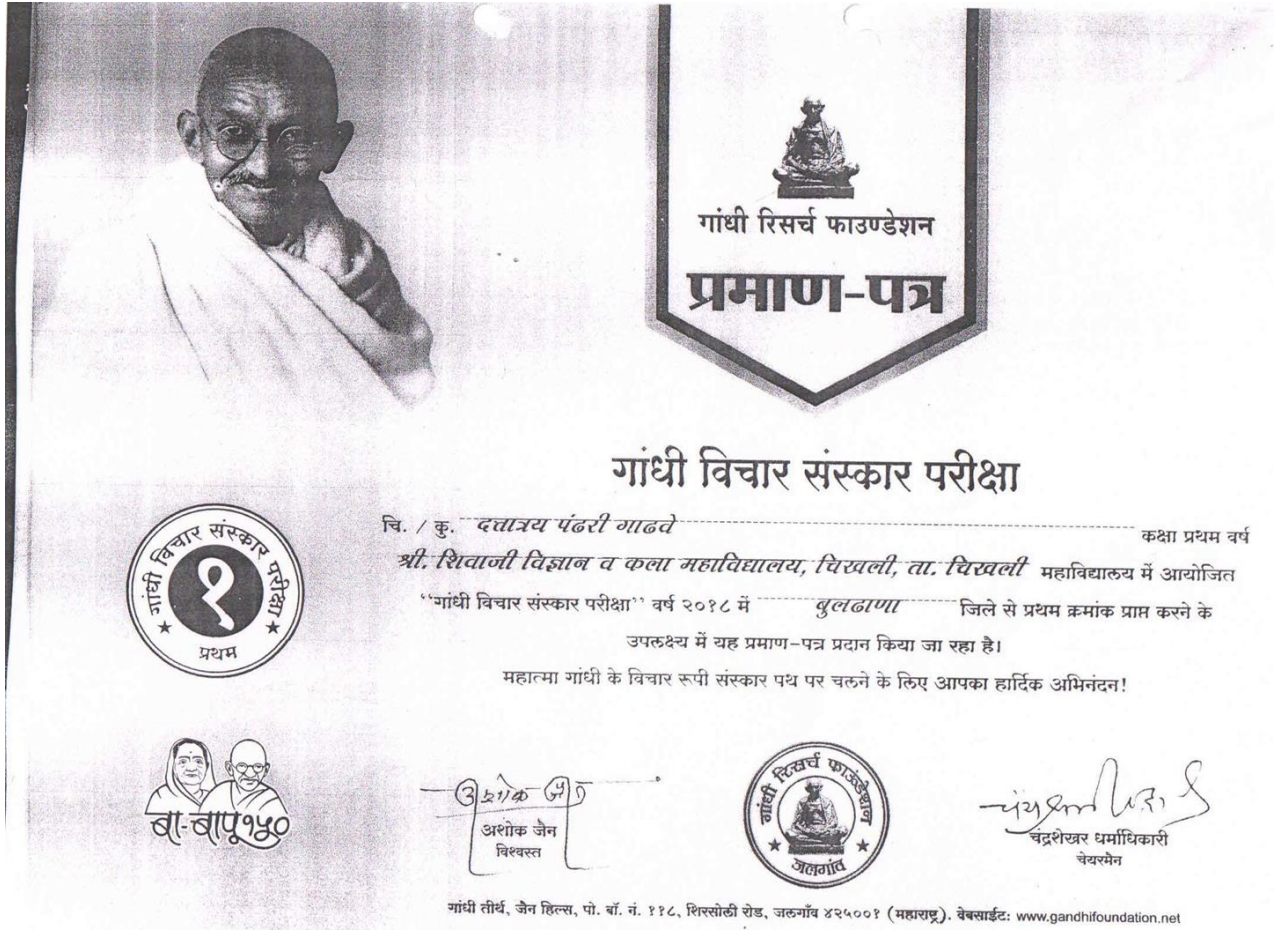 गांधी रिसर्च फाउण्डेशन
प्रमाण-पत्र
गांधी विचार संस्कार परीक्षा
चि. / कु. दत्तात्रय पंढरी गाढवे कक्षा प्रथम वर्ष
श्री. शिवाजी विज्ञान व कला महाविद्यालय, चिखली, ता. चिखली महाविद्यालय में आयोजित
‘‘गांधी विचार संस्कार परीक्षा’’ वर्ष २०१८ में बुलढाणा जिले से प्रथम क्रमांक प्राप्त करने के
उपलक्ष्य में यह प्रमाण-पत्र प्रदान किया जा रहा है।
महात्मा गांधी के विचार रूपी संस्कार पथ पर चलने के लिए आपका हार्दिक अभिनंदन!
गांधी विचार संस्कार परीक्षा
१
प्रथम
बा-बापू १५०
अशोक जैन
अशोक जैन
विश्वस्त
गांधी रिसर्च फाउंडेशन
जलगांव
चंद्रशेखर धर्माधिकारी
चेयरमैन
गांधी तीर्थ, जैन हिल्स, पो. बॉ. नं. ११८, शिरसोली रोड, जलगाँव ४२५००१ (महाराष्ट्र). वेबसाईट: www.gandhifoundation.net